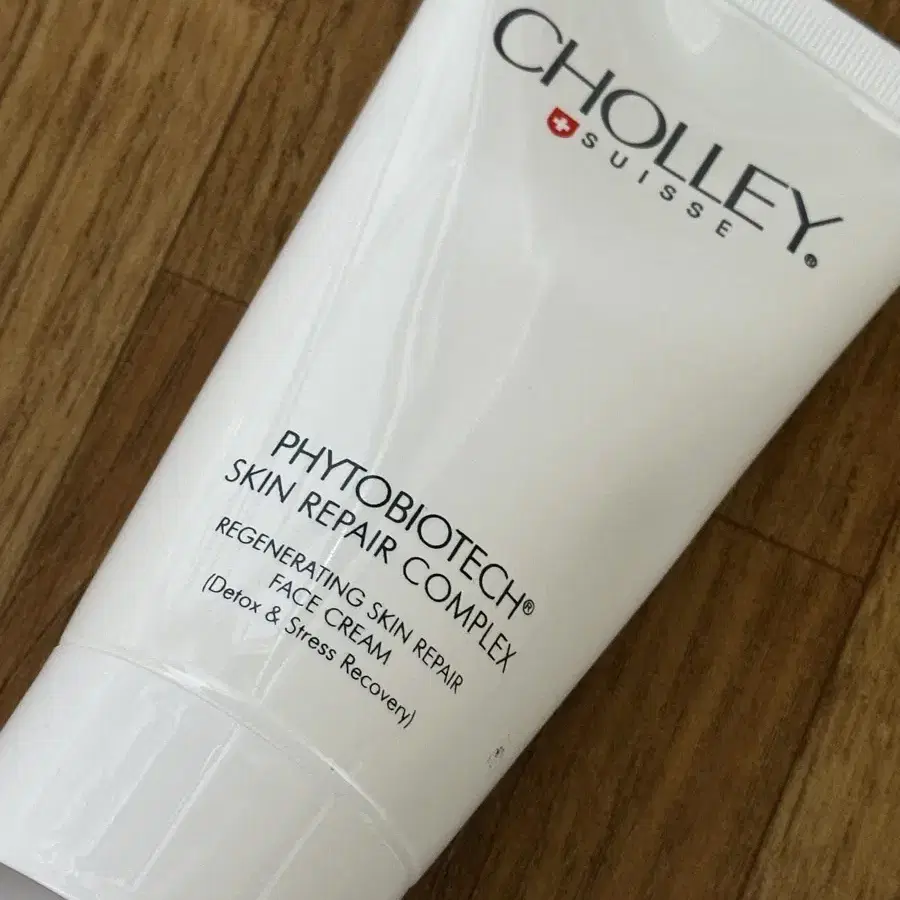 CHOLLEY®
SUISSE
PHYTOBIOTECH®
SKIN REPAIR COMPLEX
REGENERATING SKIN REPAIR
FACE CREAM
(Detox & Stress Recovery)